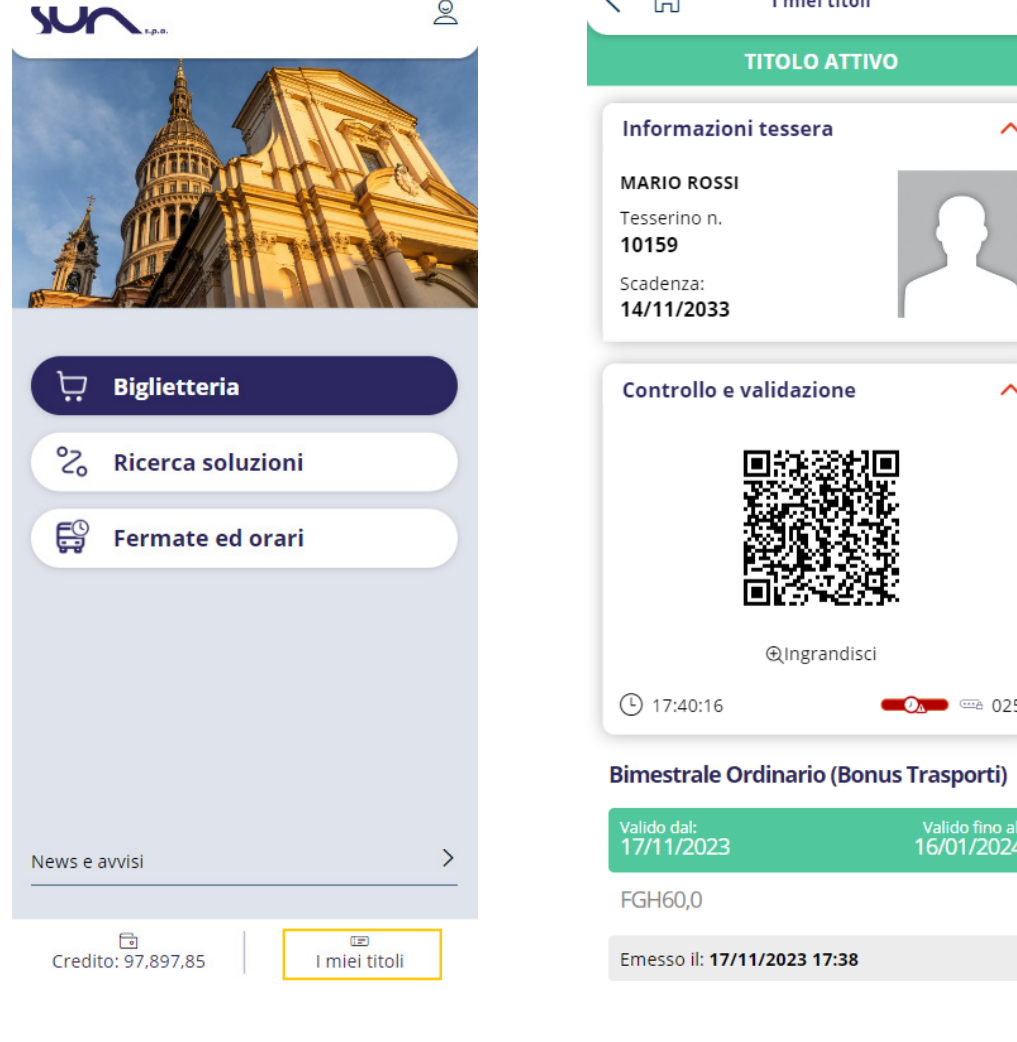 sun s.p.a.
Biglietteria
Ricerca soluzioni
Fermate ed orari
News e avvisi
Credito: 97,897,85
I miei titoli
I miei titoli
TITOLO ATTIVO
Informazioni tessera
MARIO ROSSI
Tesserino n.
10159
Scadenza:
14/11/2033
Controllo e validazione
Ingrandisci
17:40:16
025
Bimestrale Ordinario (Bonus Trasporti)
Valido dal:
17/11/2023
Valido fino al
16/01/2024
FGH60,0
Emesso il: 17/11/2023 17:38